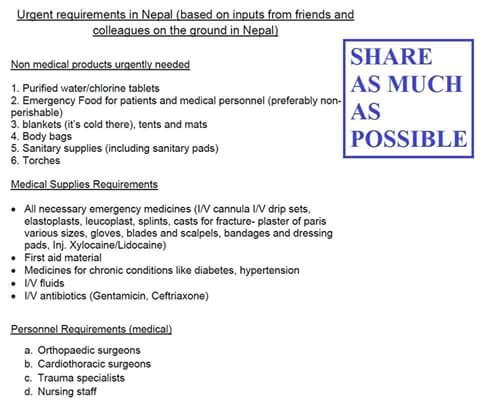 Urgent requirements in Nepal (based on inputs from friends and
colleagues on the ground in Nepal)
Non medical products urgently needed
1. Purified water/chlorine tablets
2. Emergency Food for patients and medical personnel (preferably non-
perishable)
3. blankets (it's cold there), tents and mats
4. Body bags
5. Sanitary supplies (including sanitary pads)
6. Torches
SHARE
AS MUCH
AS
POSSIBLE
Medical Supplies Requirements
• All necessary emergency medicines (I/V cannula I/V drip sets,
elastoplasts, leucoplast, splints, casts for fracture- plaster of paris
various sizes, gloves, blades and scalpels, bandages and dressing
pads, Inj. Xylocaine/Lidocaine)
• First aid material
• Medicines for chronic conditions like diabetes, hypertension
• I/V fluids
• I/V antibiotics (Gentamicin, Ceftriaxone)
Personnel Requirements (medical)
a. Orthopaedic surgeons
b. Cardiothoracic surgeons
c. Trauma specialists
d. Nursing staff